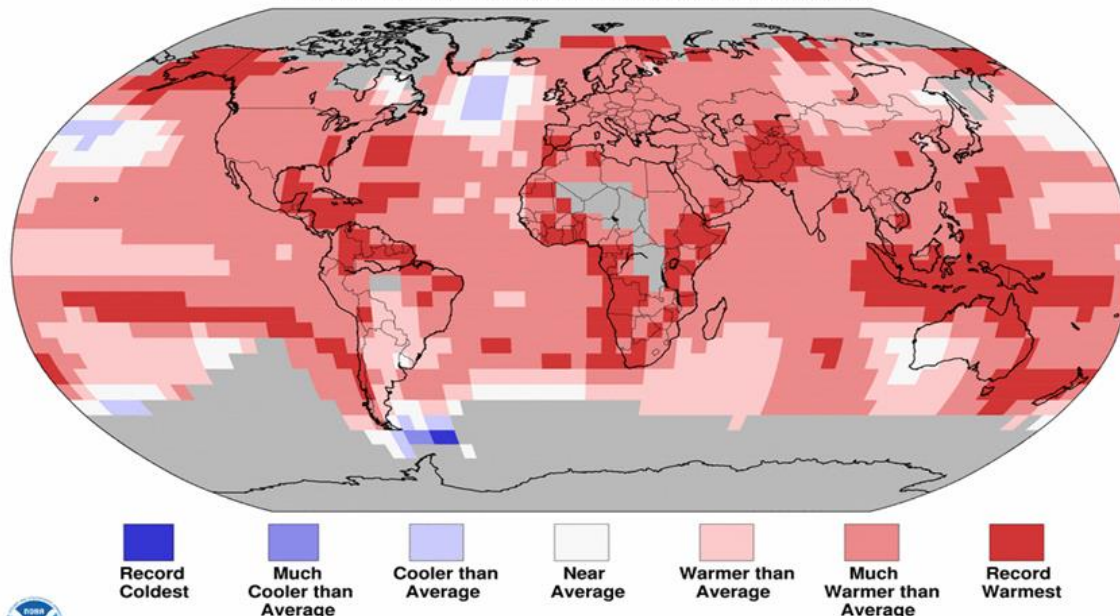 Record
Coldest
Much
Cooler than
Average
Cooler than
Average
Near
Average
Warmer than
Average
Much
Warmer than
Average
Record
Warmest
NOAA